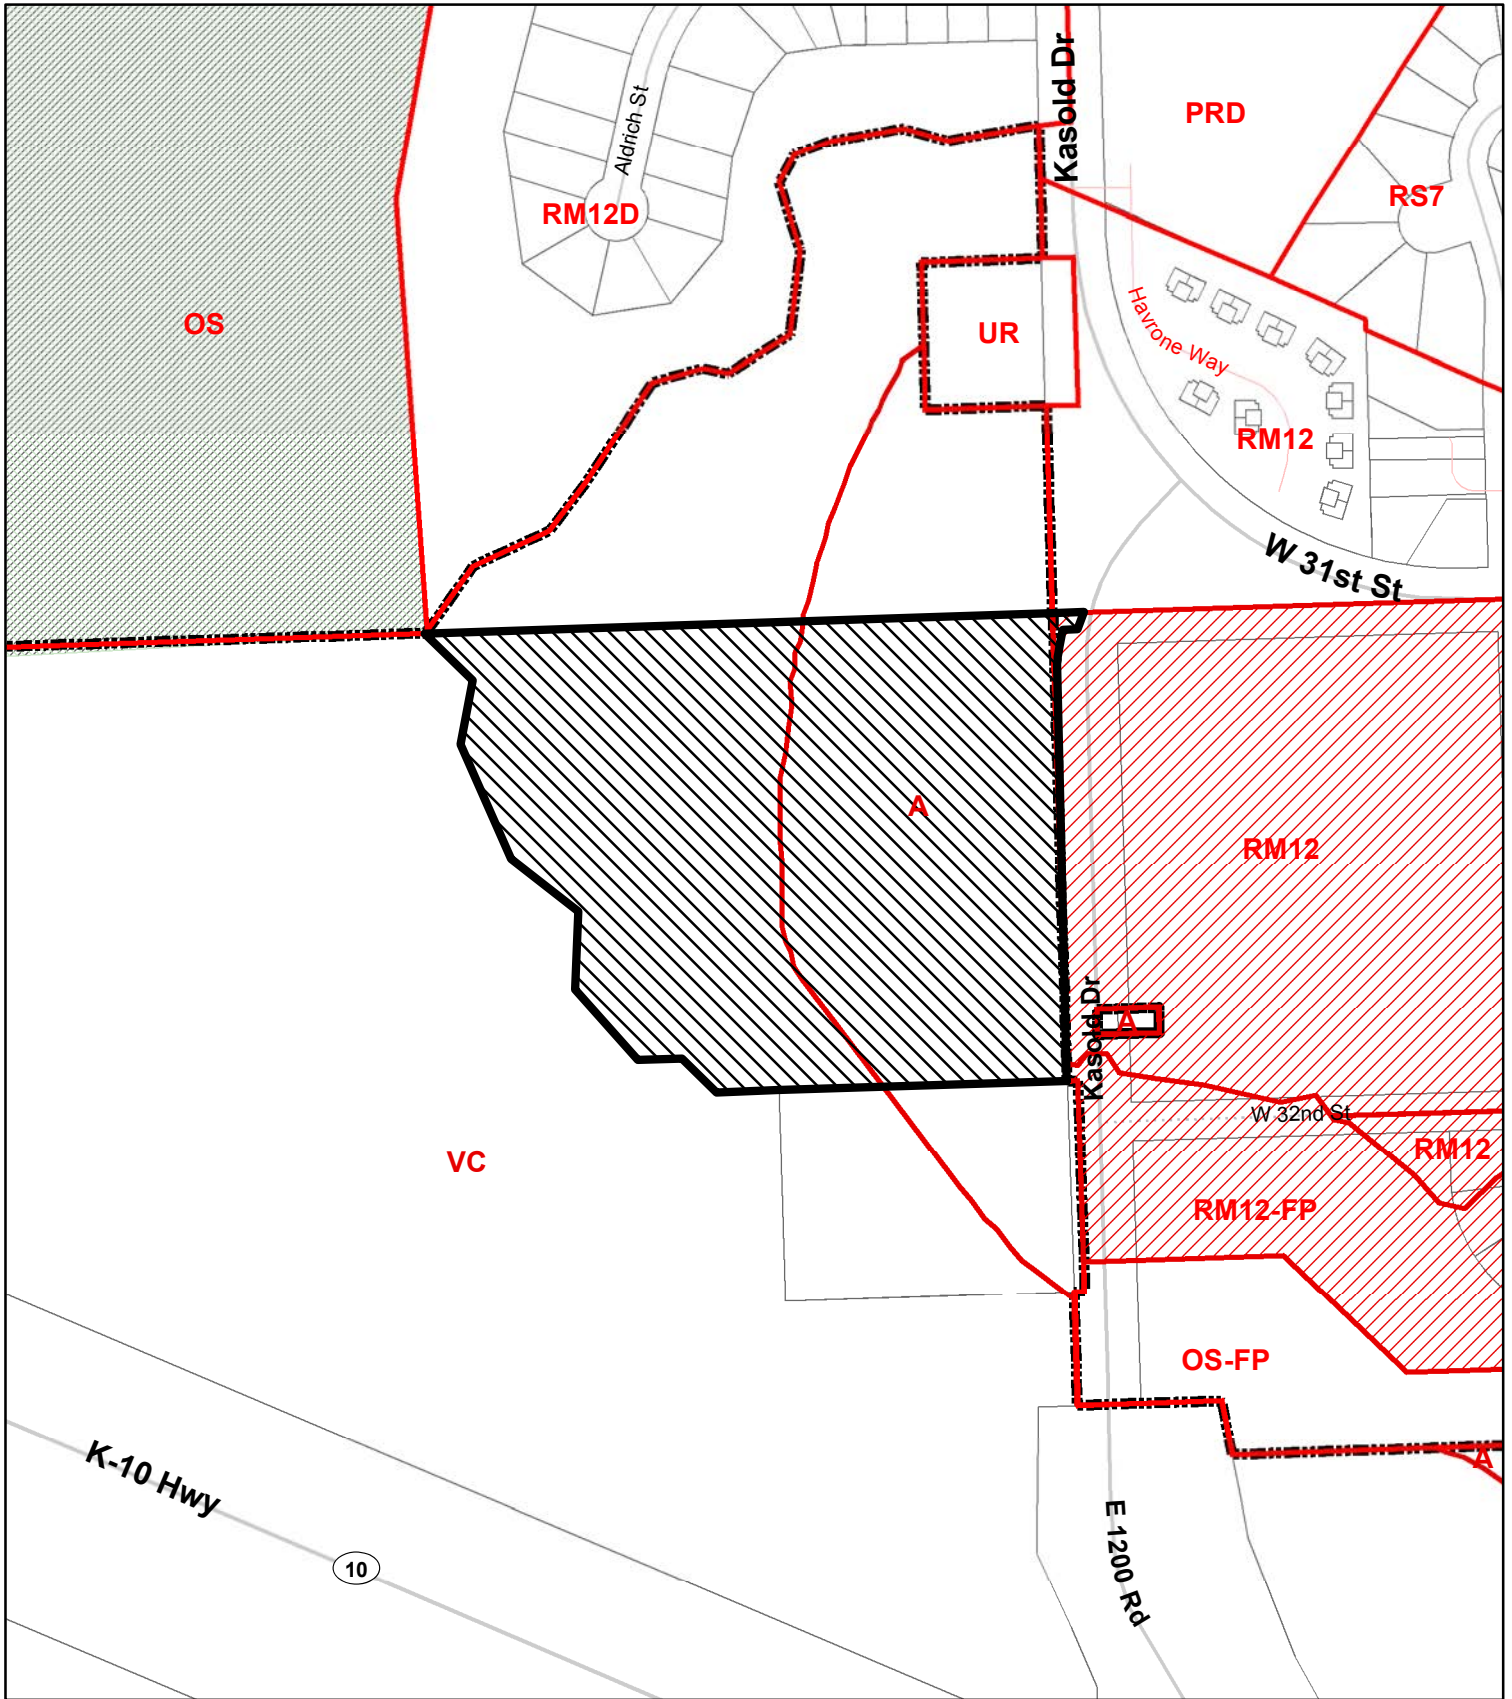 Kasold Dr
PRD
Aldrich St
RS7
RM12D
OS
UR
Havrone Way
RM12
W 31st St
A
RM12
Kasold Dr
A
W 32nd St
RM12
VC
RM12-FP
OS-FP
K-10 Hwy
A
E 1200 Rd
10